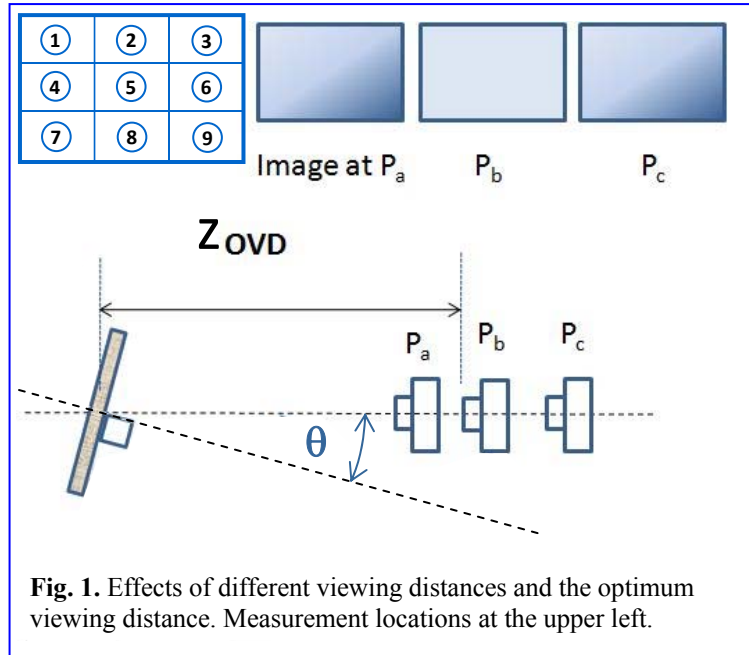 1 2 3
4 5 6
7 8 9
Image at Pa Pb Pc
ZOVD
Pa Pb Pc
θ
Fig. 1. Effects of different viewing distances and the optimum
viewing distance. Measurement locations at the upper left.